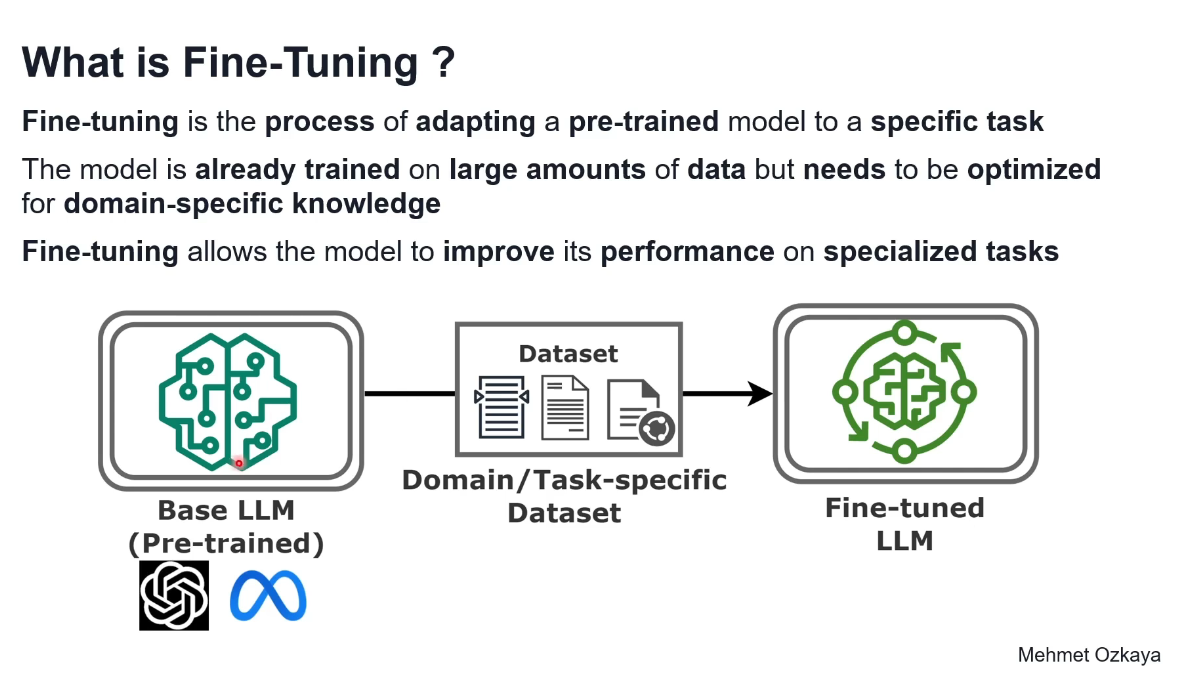 What is Fine-Tuning ?
Fine-tuning is the process of adapting a pre-trained model to a specific task
The model is already trained on large amounts of data but needs to be optimized
for domain-specific knowledge
Fine-tuning allows the model to improve its performance on specialized tasks
Dataset
Base LLM
(Pre-trained)
Domain/Task-specific
Dataset
Fine-tuned
LLM
Mehmet Ozkaya